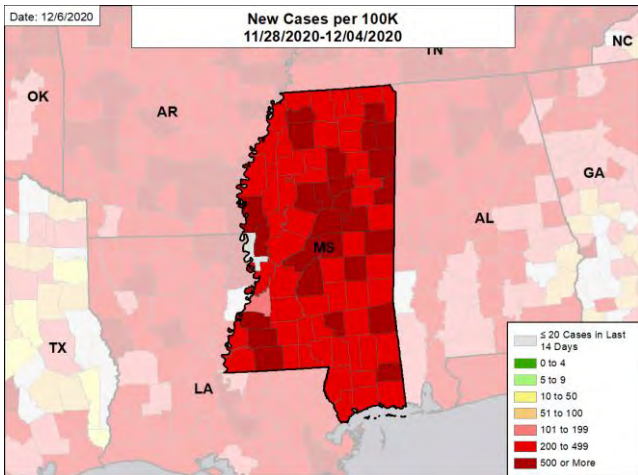 Date: 12/6/2020
New Cases per 100K
11/28/2020-12/04/2020
TN
NC
OK
AR
GA
AL
MS
TX
LA
≤ 20 Cases in Last
14 Days
0 to 4
5 to 9
10 to 50
51 to 100
101 to 199
200 to 499
500 or More